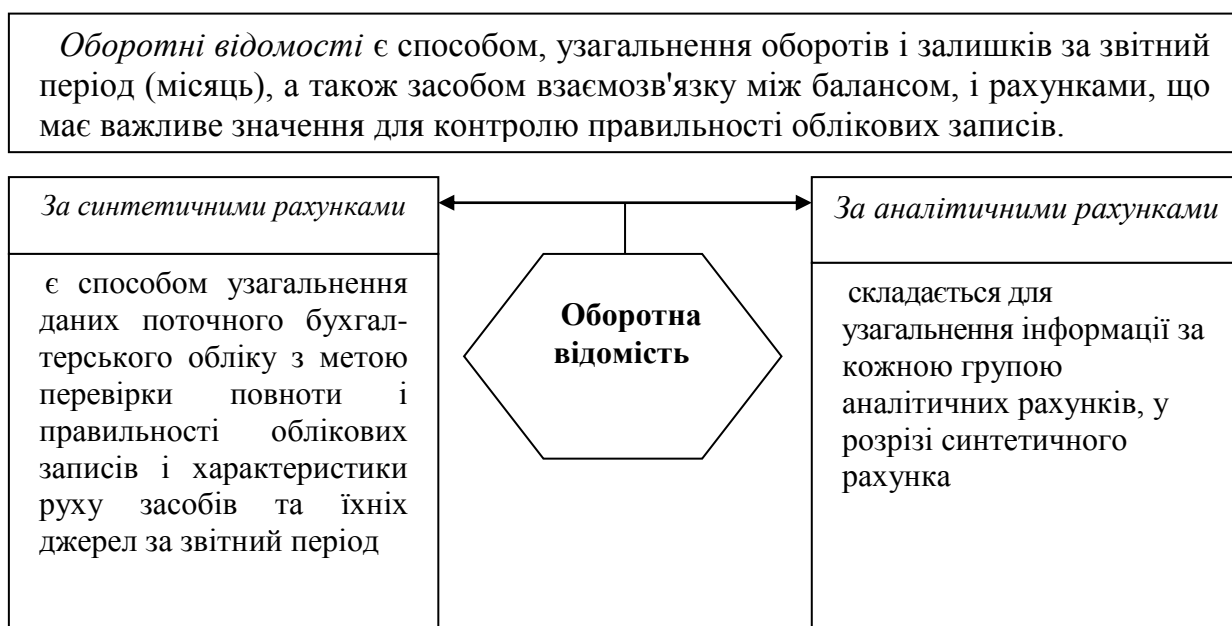 Оборотні відомості є способом, узагальнення оборотів і залишків за звітний
період (місяць), а також засобом взаємозв'язку між балансом, і рахунками, що
має важливе значення для контролю правильності облікових записів.
За синтетичними рахунками
є способом узагальнення
даних поточного бухгал-
терського обліку з метою
перевірки повноти і
правильності облікових
записів і характеристики
руху засобів та їхніх
джерел за звітний період
Оборотна
відомість
За аналітичними рахунками
складається для
узагальнення інформації за
кожною групою
аналітичних рахунків, у
розрізі синтетичного
рахунка